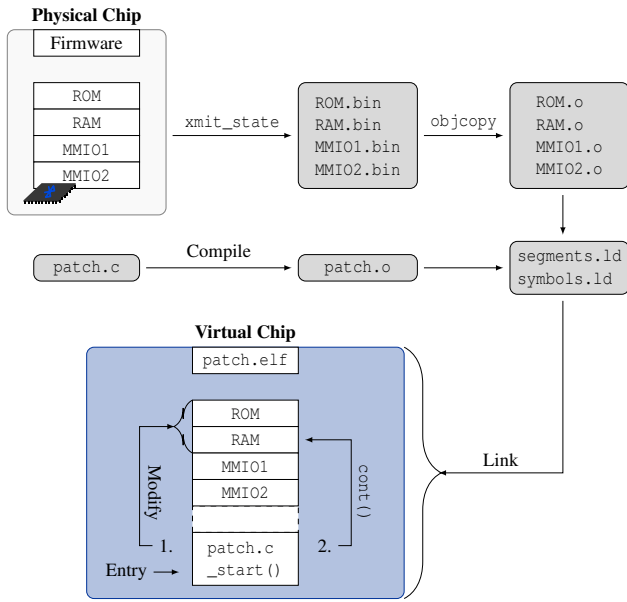 Physical Chip
Firmware
ROM
RAM
MMIO1
MMIO2
xmit_state
ROM.bin
RAM.bin
MMIO1.bin
MMIO2.bin
objcopy
ROM.o
RAM.o
MMIO1.o
MMIO2.o
patch.c
Compile
patch.o
segments.ld
symbols.ld
Virtual Chip
patch.elf
ROM
RAM
MMIO1
MMIO2
Modify
cont()
Link
1.
patch.c
2.
Entry
_start()